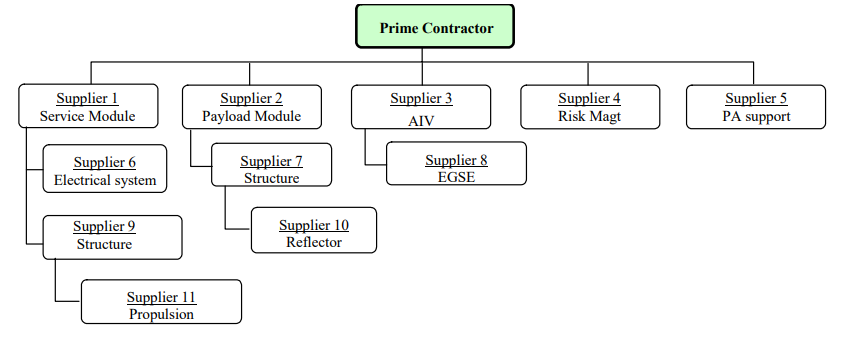 Prime Contractor
Supplier 1
Service Module
Supplier 2
Payload Module
Supplier 3
AIV
Supplier 4
Risk Magt
Supplier 5
PA support
Supplier 6
Electrical system
Supplier 7
Structure
Supplier 8
EGSE
Supplier 9
Structure
Supplier 10
Reflector
Supplier 11
Propulsion